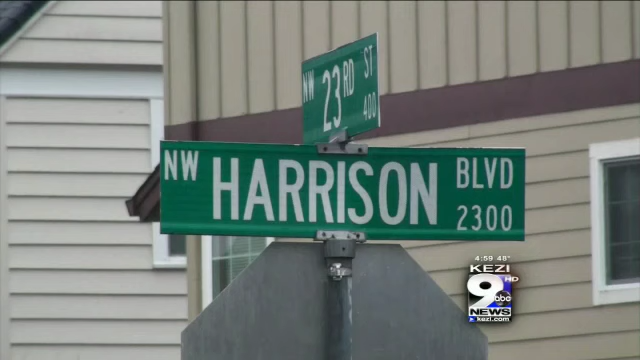 NW 23RD ST
400
NW HARRISON BLVD
2300
4:59 48°
KEZI
9 HD
abc
NEWS
kezi.com